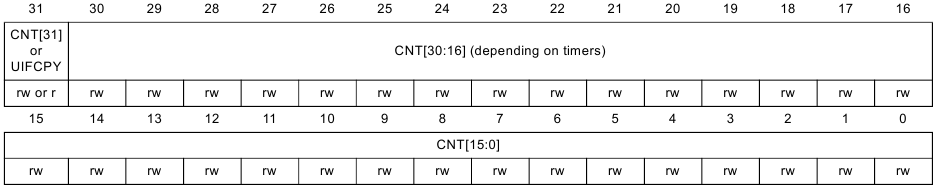 31 30 29 28 27 26 25 24 23 22 21 20 19 18 17 16
CNT[31]
or
UIFCPY
CNT[30:16] (depending on timers)
rw or r rw rw rw rw rw rw rw rw rw rw rw rw rw rw rw
15 14 13 12 11 10 9 8 7 6 5 4 3 2 1 0
CNT[15:0]
rw rw rw rw rw rw rw rw rw rw rw rw rw rw rw rw